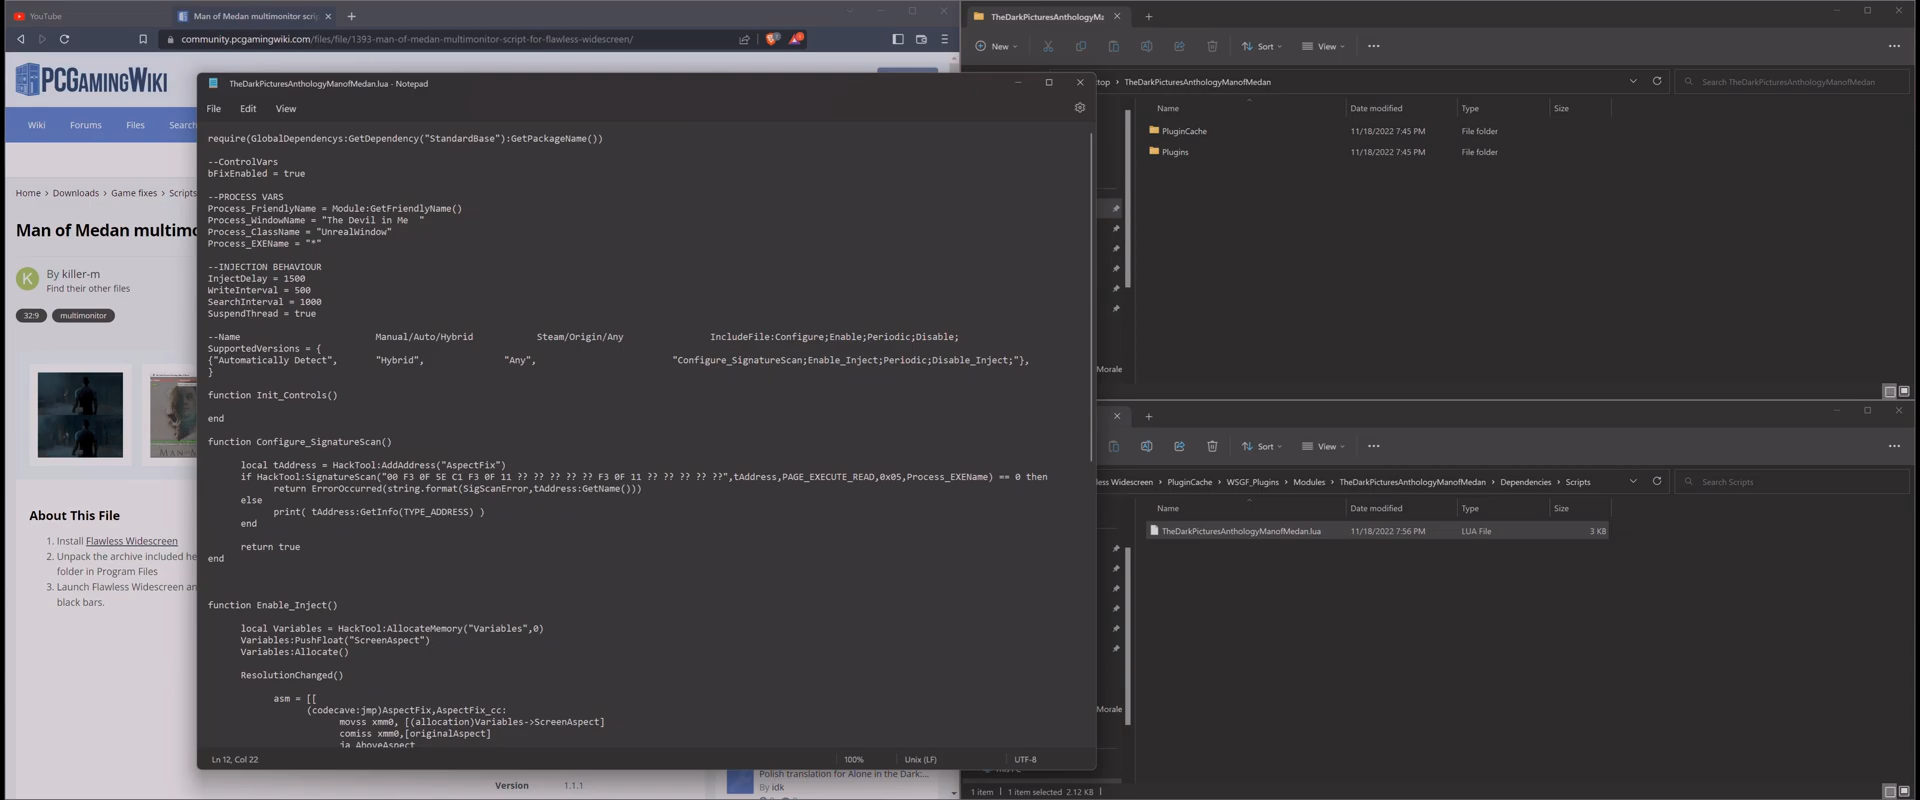 YouTube
Man of Medan multimonitor scrip
community.pcgamingwiki.com/files/file/1393-man-of-medan-multimonitor-script-for-flawless-widescreen/
PCGamingWiki
Wiki
Forums
Files
Search
Home > Downloads > Game fixes > Scripts
Man of Medan multimo
K
By killer-m
Find their other files
32:9
multimonitor
About This File
1. Install Flawless Widescreen
2. Unpack the archive included he
folder in Program Files
3. Launch Flawless Widescreen an
black bars.
Version
1.1.1
Polish translation for Alone in the Dark:...
By idk
TheDarkPicturesAnthologyManofMedan.lua - Notepad
File
Edit
View
require(GlobalDependencys:GetDependency("StandardBase"):GetPackageName())
--ControlVars
bFixEnabled = true
--PROCESS VARS
Process_FriendlyName = Module:GetFriendlyName()
Process_WindowName = "The Devil in Me  "
Process_ClassName = "UnrealWindow"
Process_EXEName = "*"
--INJECTION BEHAVIOUR
InjectDelay = 1500
WriteInterval = 500
SearchInterval = 1000
SuspendThread = true
--Name Manual/Auto/Hybrid Steam/Origin/Any IncludeFile:Configure;Enable;Periodic;Disable;
SupportedVersions = {
{"Automatically Detect", "Hybrid", "Any", "Configure_SignatureScan;Enable_Inject;Periodic;Disable_Inject;"},
}
function Init_Controls()
end
function Configure_SignatureScan()
local tAddress = HackTool:AddAddress("AspectFix")
if HackTool:SignatureScan("00 F3 0F 5E C1 F3 0F 11 ?? ?? ?? ?? ?? F3 0F 11 ?? ?? ?? ?? ??",tAddress,PAGE_EXECUTE_READ,0x05,Process_EXEName) == 0 then
return ErrorOccurred(string.format(SigScanError,tAddress:GetName()))
else
print( tAddress:GetInfo(TYPE_ADDRESS) )
end
return true
end
function Enable_Inject()
local Variables = HackTool:AllocateMemory("Variables",0)
Variables:PushFloat("ScreenAspect")
Variables:Allocate()
ResolutionChanged()
asm = [[
(codecave:jmp)AspectFix,AspectFix_cc:
movss xmm0, [(allocation)Variables->ScreenAspect]
comiss xmm0,[originalAspect]
ja AboveAspect
Ln 12, Col 22
100%
Unix (LF)
UTF-8
TheDarkPicturesAnthologyMa
New
Sort
View
top > TheDarkPicturesAnthologyManofMedan
Search TheDarkPicturesAnthologyManofMedan
Name Date modified Type Size
PluginCache 11/18/2022 7:45 PM File folder
Plugins 11/18/2022 7:45 PM File folder
Morale
Sort
View
less Widescreen > PluginCache > WSGF_Plugins > Modules > TheDarkPicturesAnthologyManofMedan > Dependencies > Scripts
Search Scripts
Name Date modified Type Size
TheDarkPicturesAnthologyManofMedan.lua 11/18/2022 7:56 PM LUA File 3 KB
Morale
1 item
1 item selected 2.12 KB